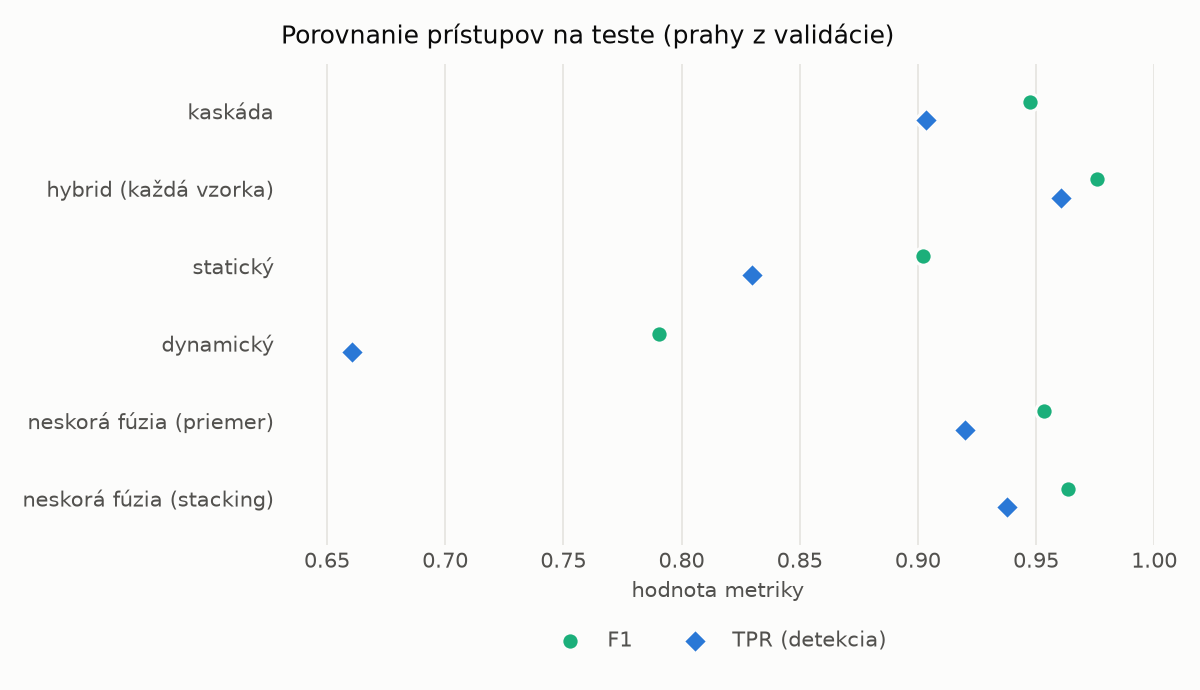 Porovnanie prístupov na teste (prahy z validácie)
kaskáda
hybrid (každá vzorka)
statický
dynamický
neskorá fúzia (priemer)
neskorá fúzia (stacking)
0.65 0.70 0.75 0.80 0.85 0.90 0.95 1.00
hodnota metriky
F1 TPR (detekcia)